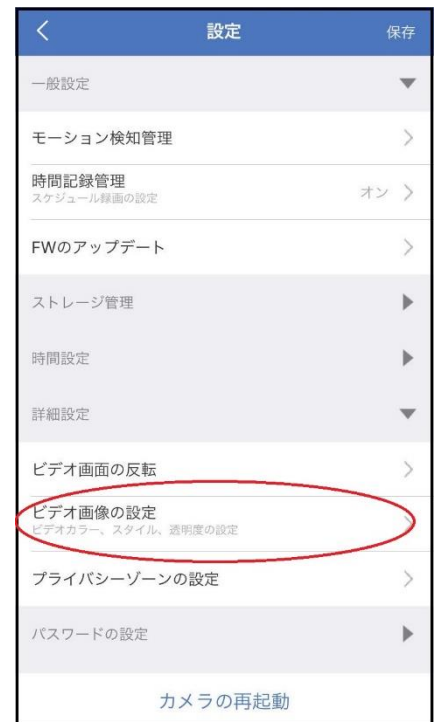 設定
保存
一般設定
モーション検知管理
時間記録管理
スケジュール録画の設定
オン
FWのアップデート
ストレージ管理
時間設定
詳細設定
ビデオ画面の反転
ビデオ画像の設定
ビデオカラー、スタイル、透明度の設定
プライバシーゾーンの設定
パスワードの設定
カメラの再起動